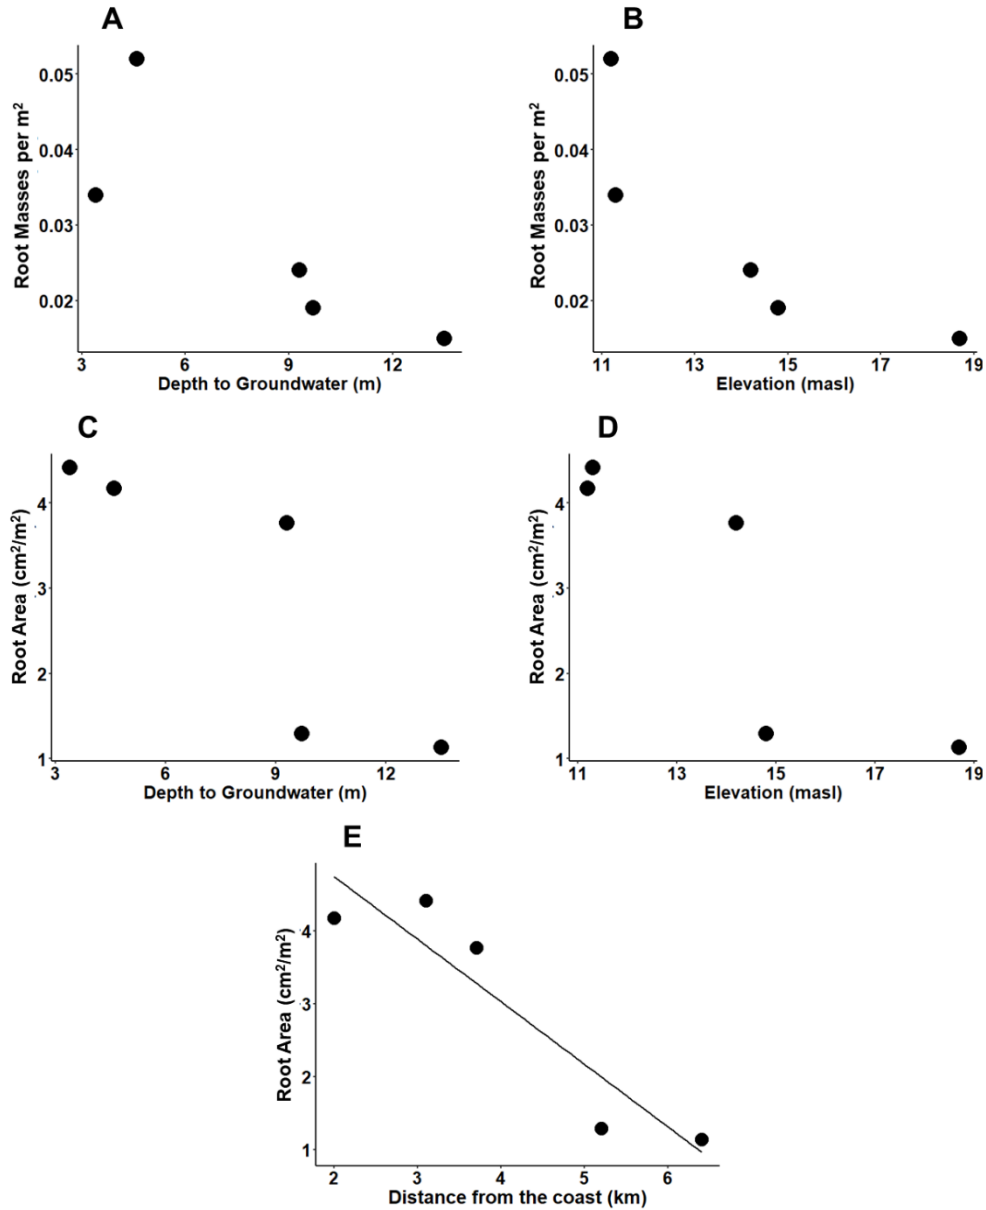 A
B
Root Masses per m²
0.05
0.04
0.03
0.02
3 6 9 12
Depth to Groundwater (m)
Root Masses per m²
0.05
0.04
0.03
0.02
11 13 15 17 19
Elevation (masl)
C
D
Root Area (cm²/m²)
4
3
2
1
3 6 9 12
Depth to Groundwater (m)
Root Area (cm²/m²)
4
3
2
1
11 13 15 17 19
Elevation (masl)
E
Root Area (cm²/m²)
4
3
2
1
2 3 4 5 6
Distance from the coast (km)